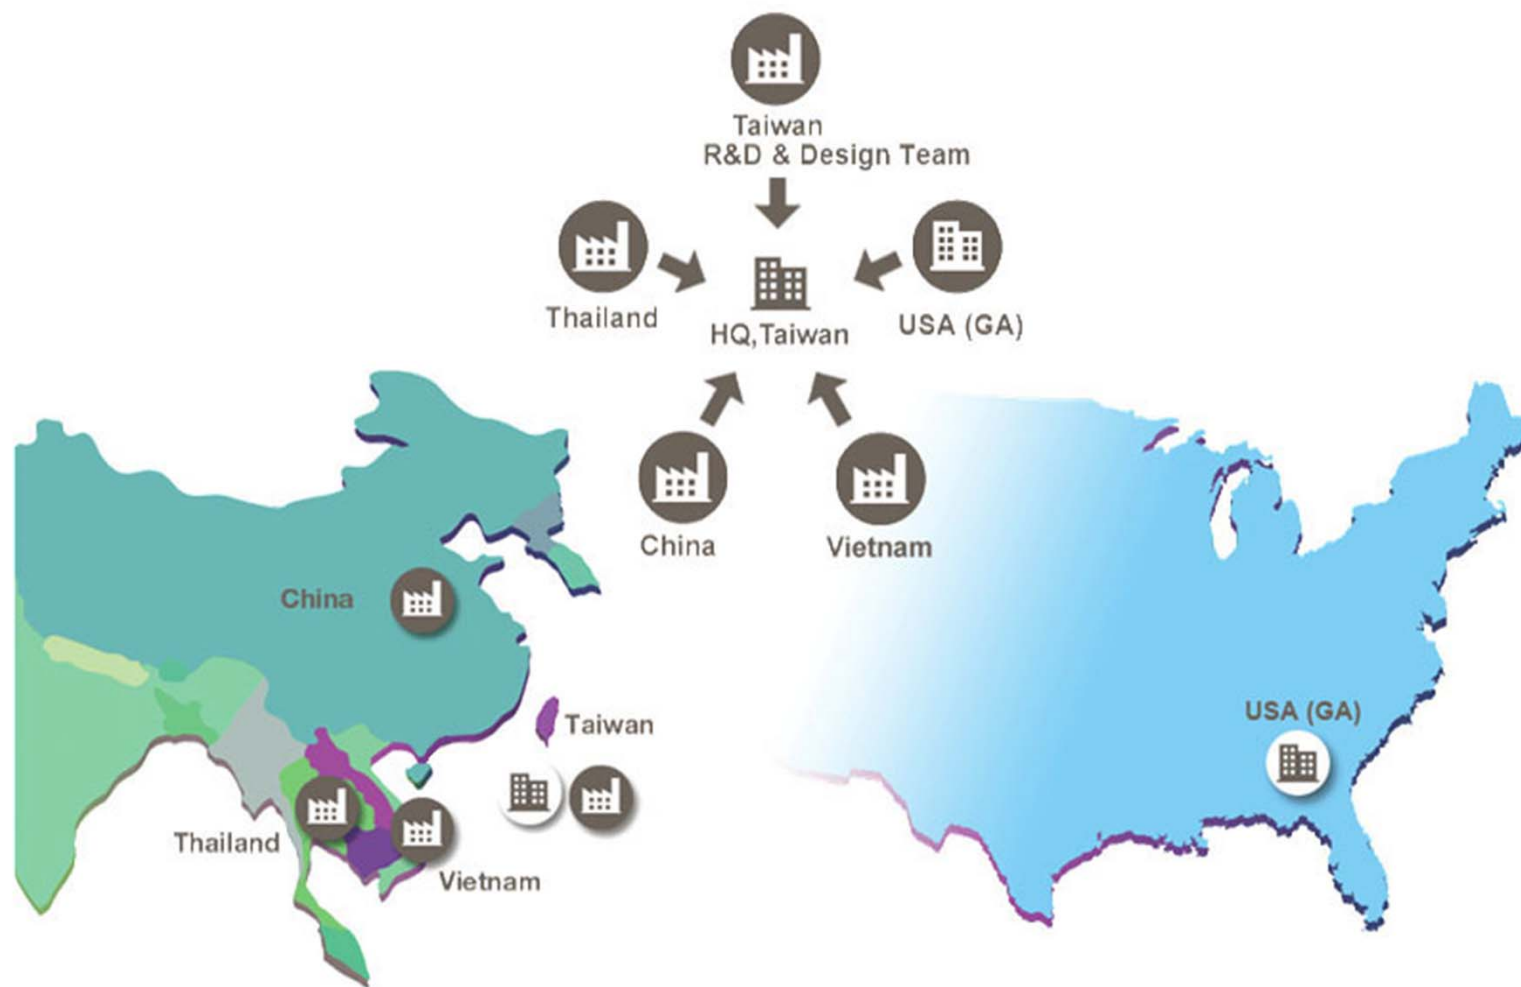 Taiwan
R&D & Design Team
Thailand
HQ,Taiwan
USA (GA)
China
Vietnam
China
Taiwan
USA (GA)
Thailand
Vietnam